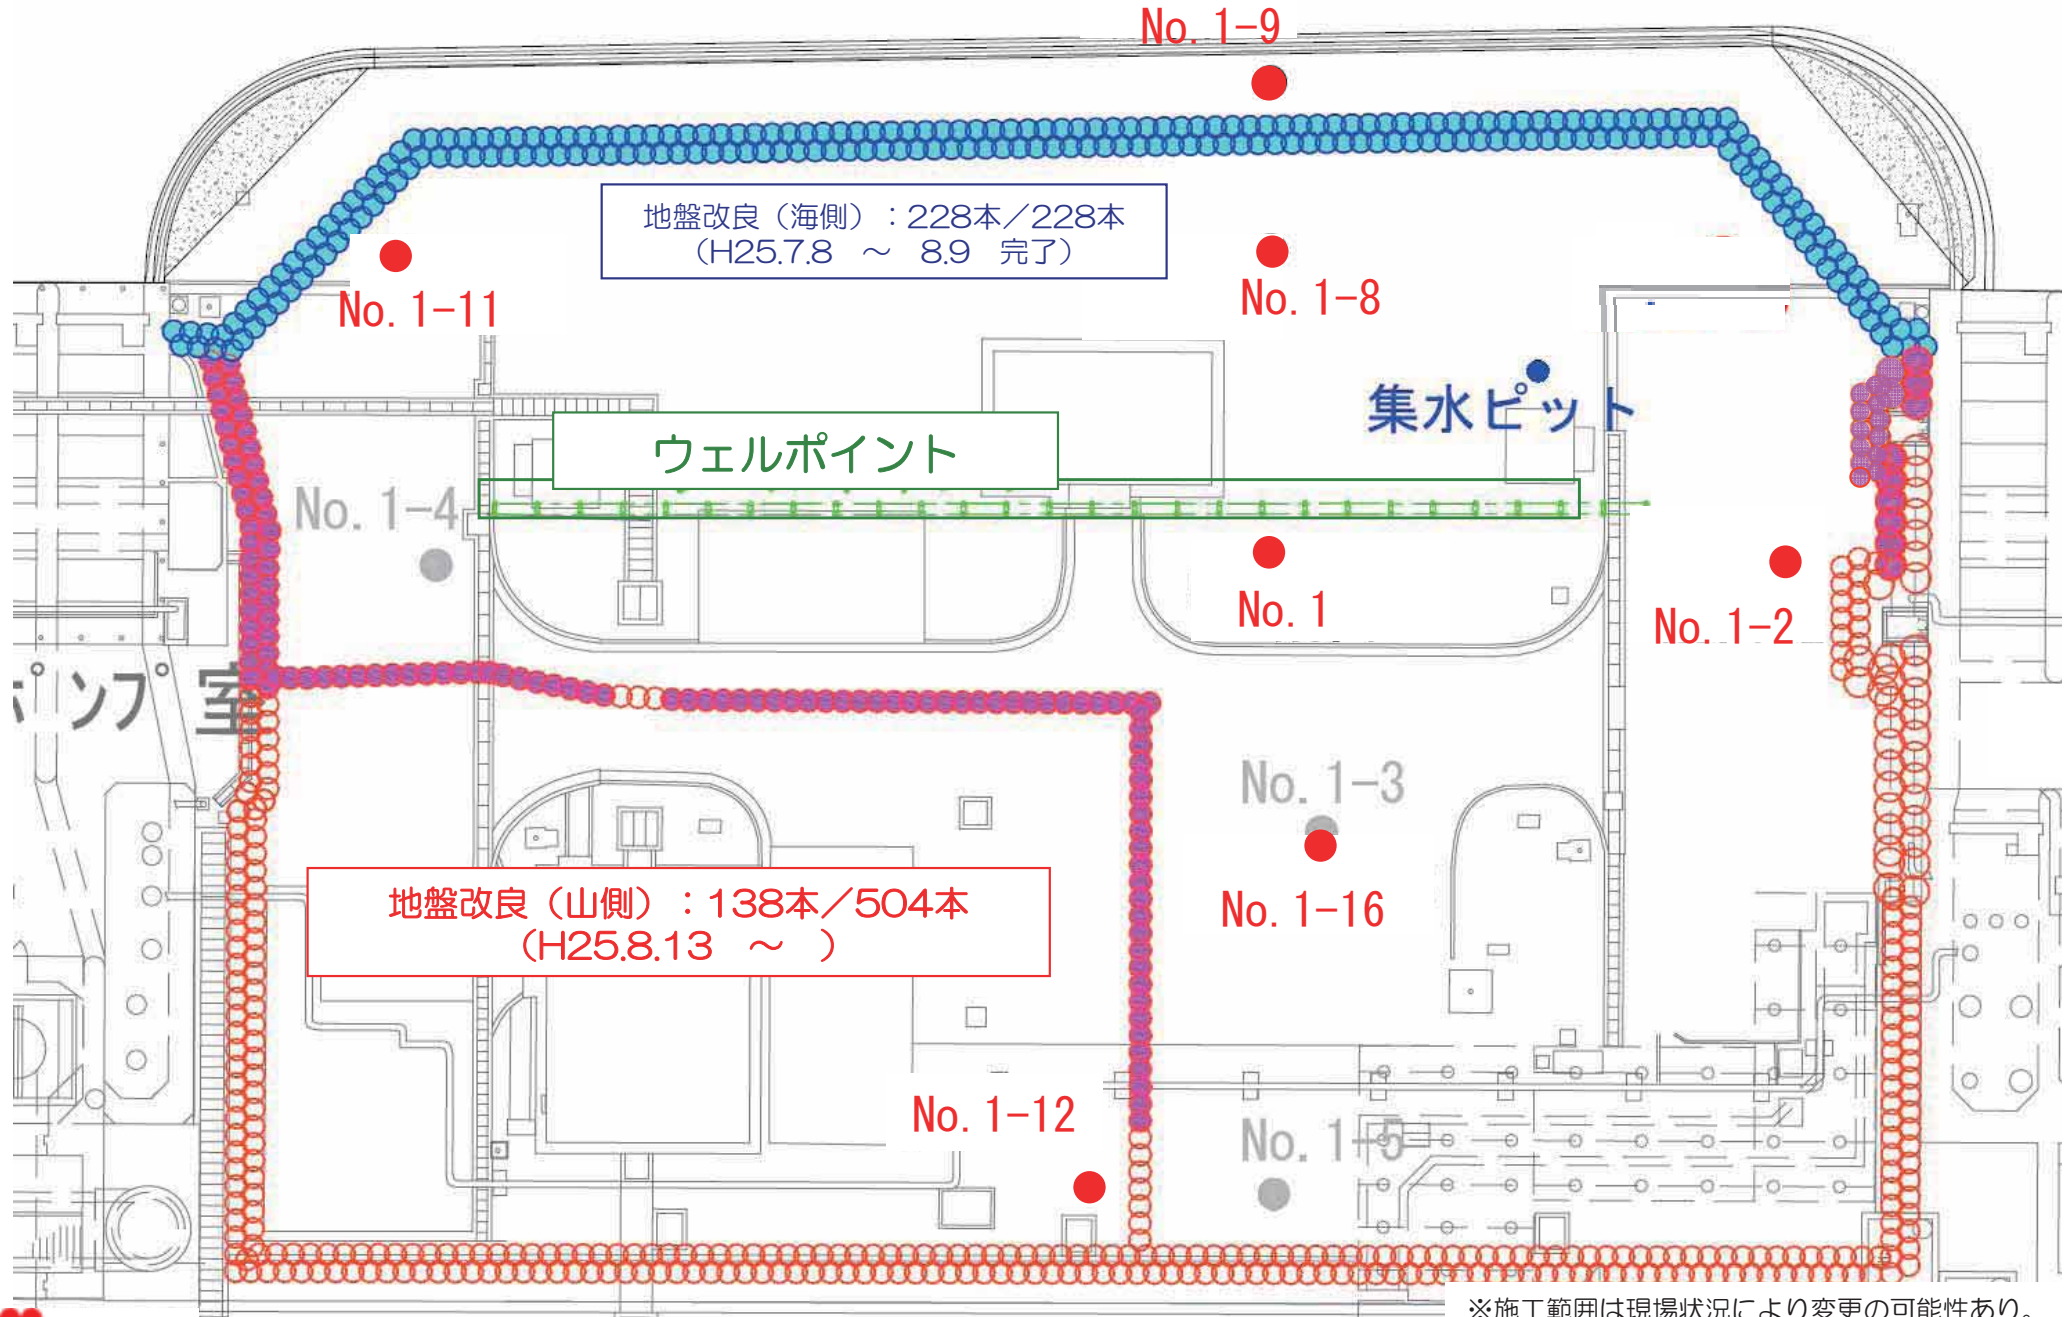 No. 1-9
地盤改良（海側）：228本／228本
（H25.7.8　～　8.9　完了）
No. 1-11
No. 1-8
集水ピット
ウェルポイント
No. 1-4
No. 1
No. 1-2
ポンプ室
No. 1-3
地盤改良（山側）：138本／504本
（H25.8.13　～　）
No. 1-16
No. 1-12
No. 1-5
※施工範囲は現場状況により変更の可能性あり。